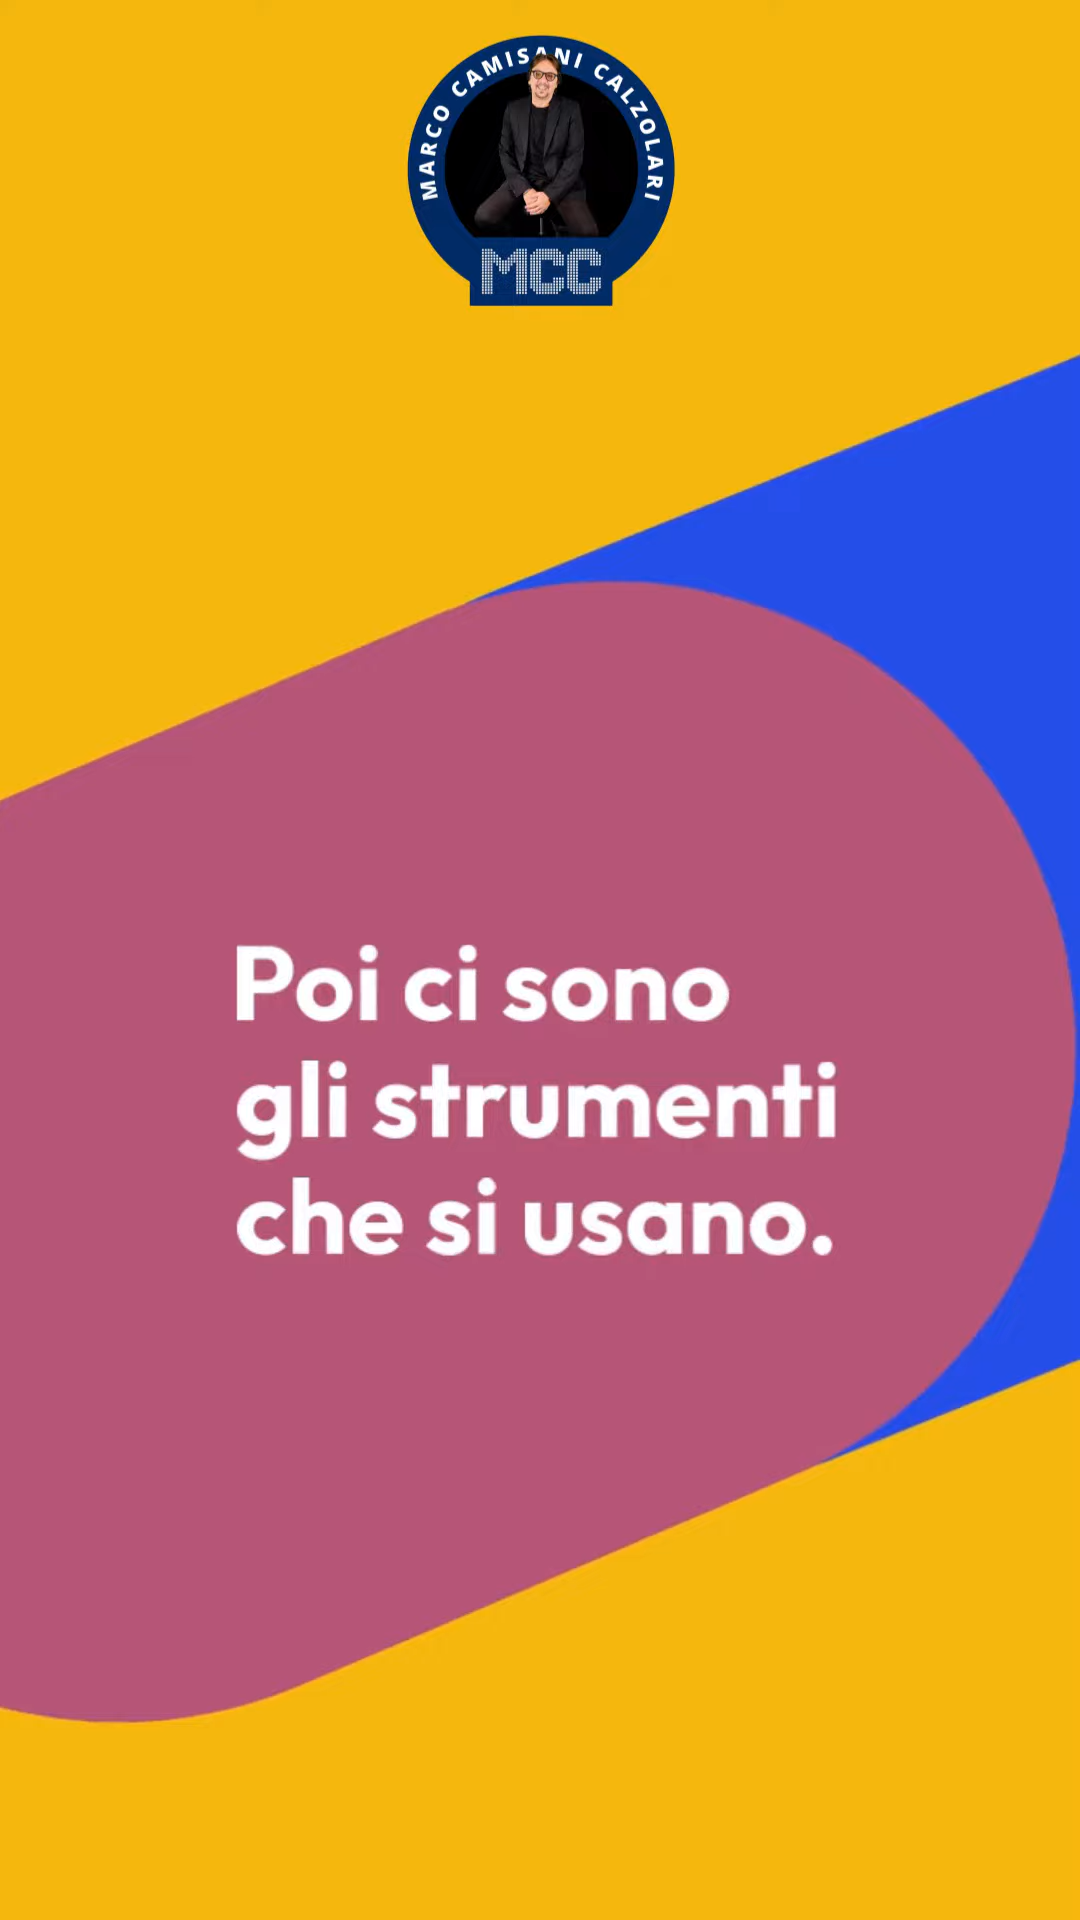 MARCO CAMISANI CALZOLARI
MCC
Poi ci sono
gli strumenti
che si usano.